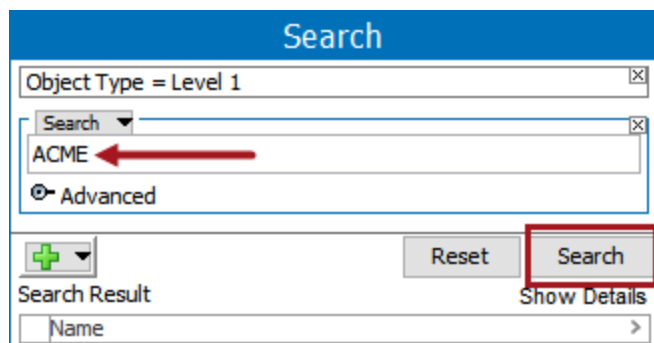 Search
Object Type = Level 1
Search
ACME
Advanced
Reset Search
Search Result Show Details
Name